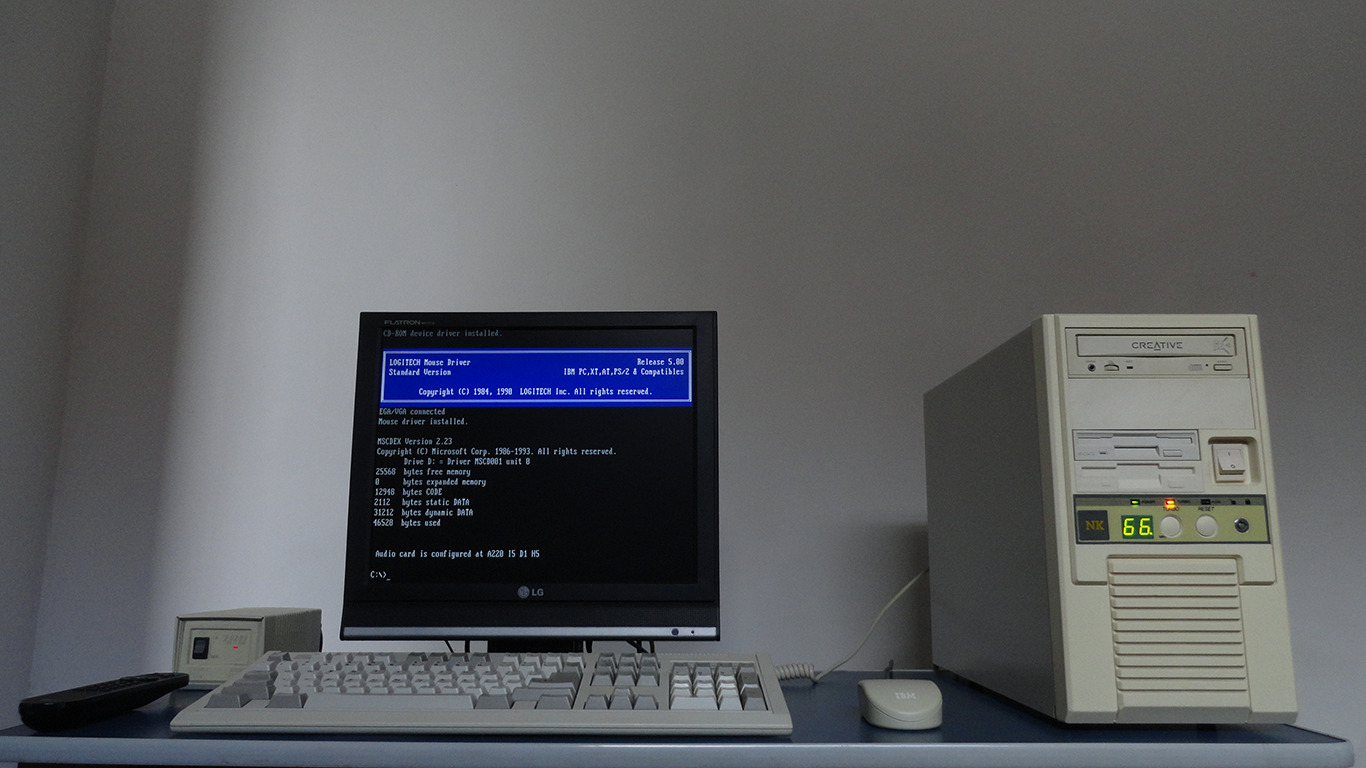 FLATRON
CD-ROM device driver installed.
LOGITECH Mouse Driver Release 5.00
Standard Version IBM PC,XT,AT,PS/2 & Compatibles
Copyright (C) 1984, 1990 LOGITECH Inc. All rights reserved.
EGA/VGA connected
Mouse driver installed.
MSCDEX Version 2.23
Copyright (C) Microsoft Corp. 1986-1993. All rights reserved.
Drive D: = Driver MSCD001 unit 0
25568 bytes free memory
0 bytes expanded memory
12948 bytes CODE
2112 bytes static DATA
31212 bytes dynamic DATA
46528 bytes used
Audio card is configured at A220 I5 D1 H5
C:\>_
LG
IBM
CREATIVE
POWER TURBO
NK 66. TURBO RESET